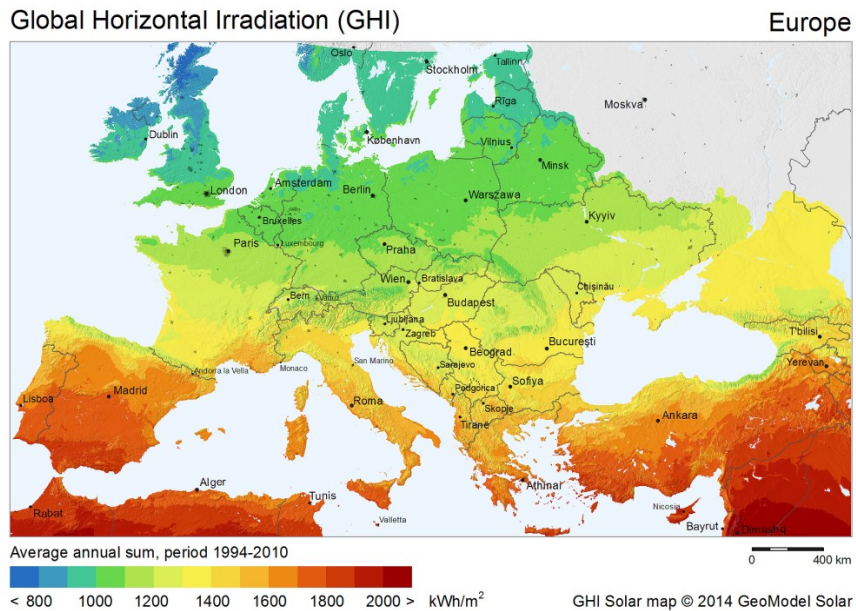 Global Horizontal Irradiation (GHI)
Europe
Oslo
Stockholm
Tallinn
Rīga
Moskva
Dublin
København
Vilnius
Minsk
London
Amsterdam
Berlin
Warszawa
Bruxelles
Kyyiv
Paris
Luxembourg
Praha
Wien
Bratislava
Chişinău
Bern
Vaduz
Budapest
Ljubljana
Zagreb
T'bilisi
Beograd
Bucureşti
Monaco
San Marino
Sarajevo
Yerevan
Andorra la Vella
Podgorica
Sofiya
Lisboa
Madrid
Roma
Skopje
Ankara
Tiranë
Athínai
Alger
Tunis
Nicosia
Rabat
Valletta
Bayrut
Dimashq
Average annual sum, period 1994-2010
0
400 km
< 800 1000 1200 1400 1600 1800 2000 > kWh/m²
GHI Solar map © 2014 GeoModel Solar